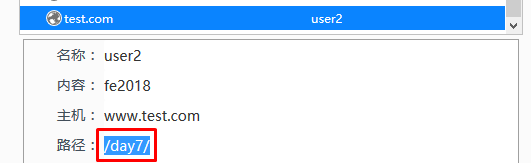 test.com user2
名称： user2
内容： fe2018
主机： www.test.com
路径： /day7/